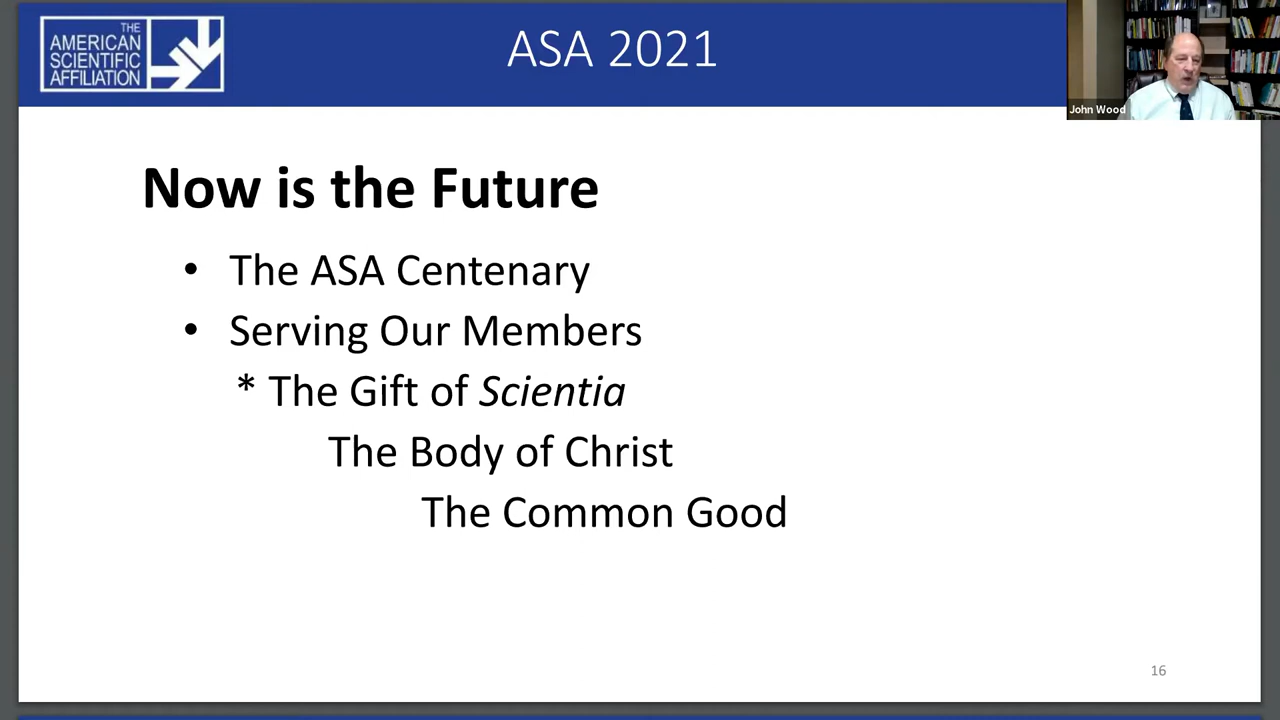 THE
AMERICAN
SCIENTIFIC
AFFILIATION
ASA 2021
John Wood
Now is the Future
• The ASA Centenary
• Serving Our Members
* The Gift of Scientia
The Body of Christ
The Common Good
16